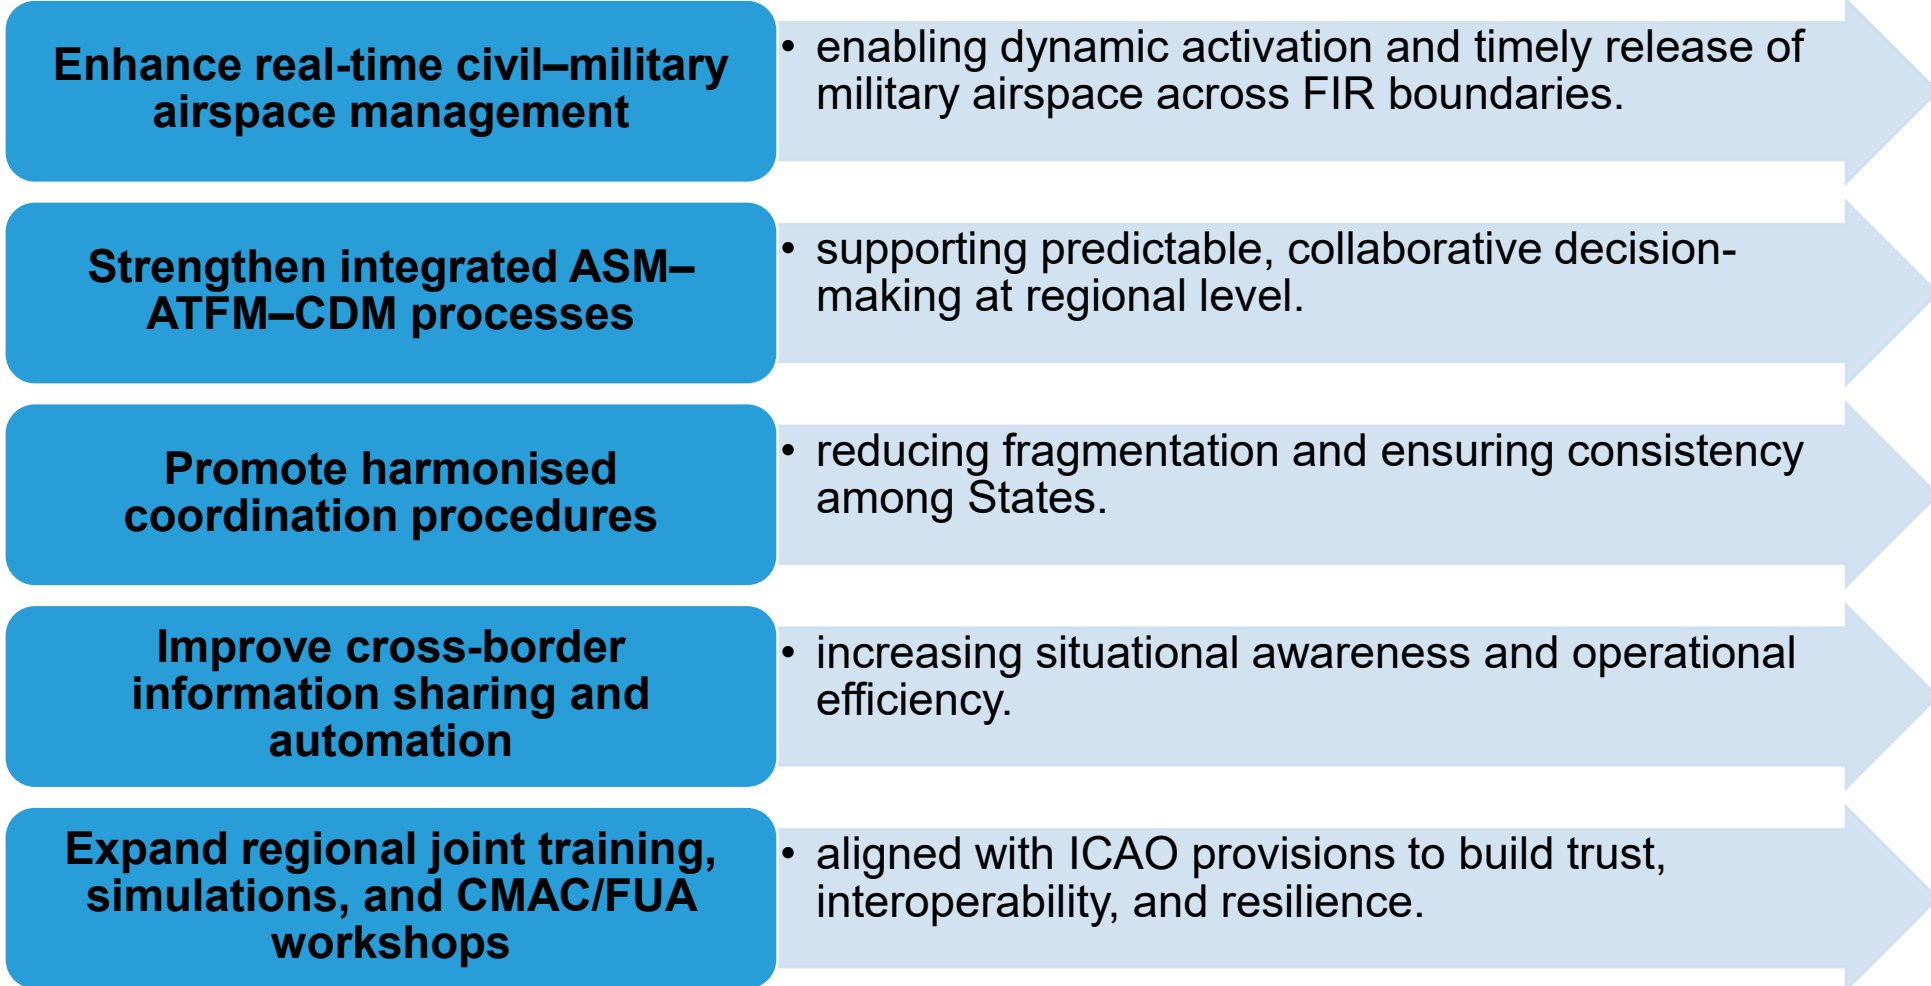 Enhance real-time civil–military
airspace management
• enabling dynamic activation and timely release of
military airspace across FIR boundaries.
Strengthen integrated ASM–
ATFM–CDM processes
• supporting predictable, collaborative decision-
making at regional level.
Promote harmonised
coordination procedures
• reducing fragmentation and ensuring consistency
among States.
Improve cross-border
information sharing and
automation
• increasing situational awareness and operational
efficiency.
Expand regional joint training,
simulations, and CMAC/FUA
workshops
• aligned with ICAO provisions to build trust,
interoperability, and resilience.